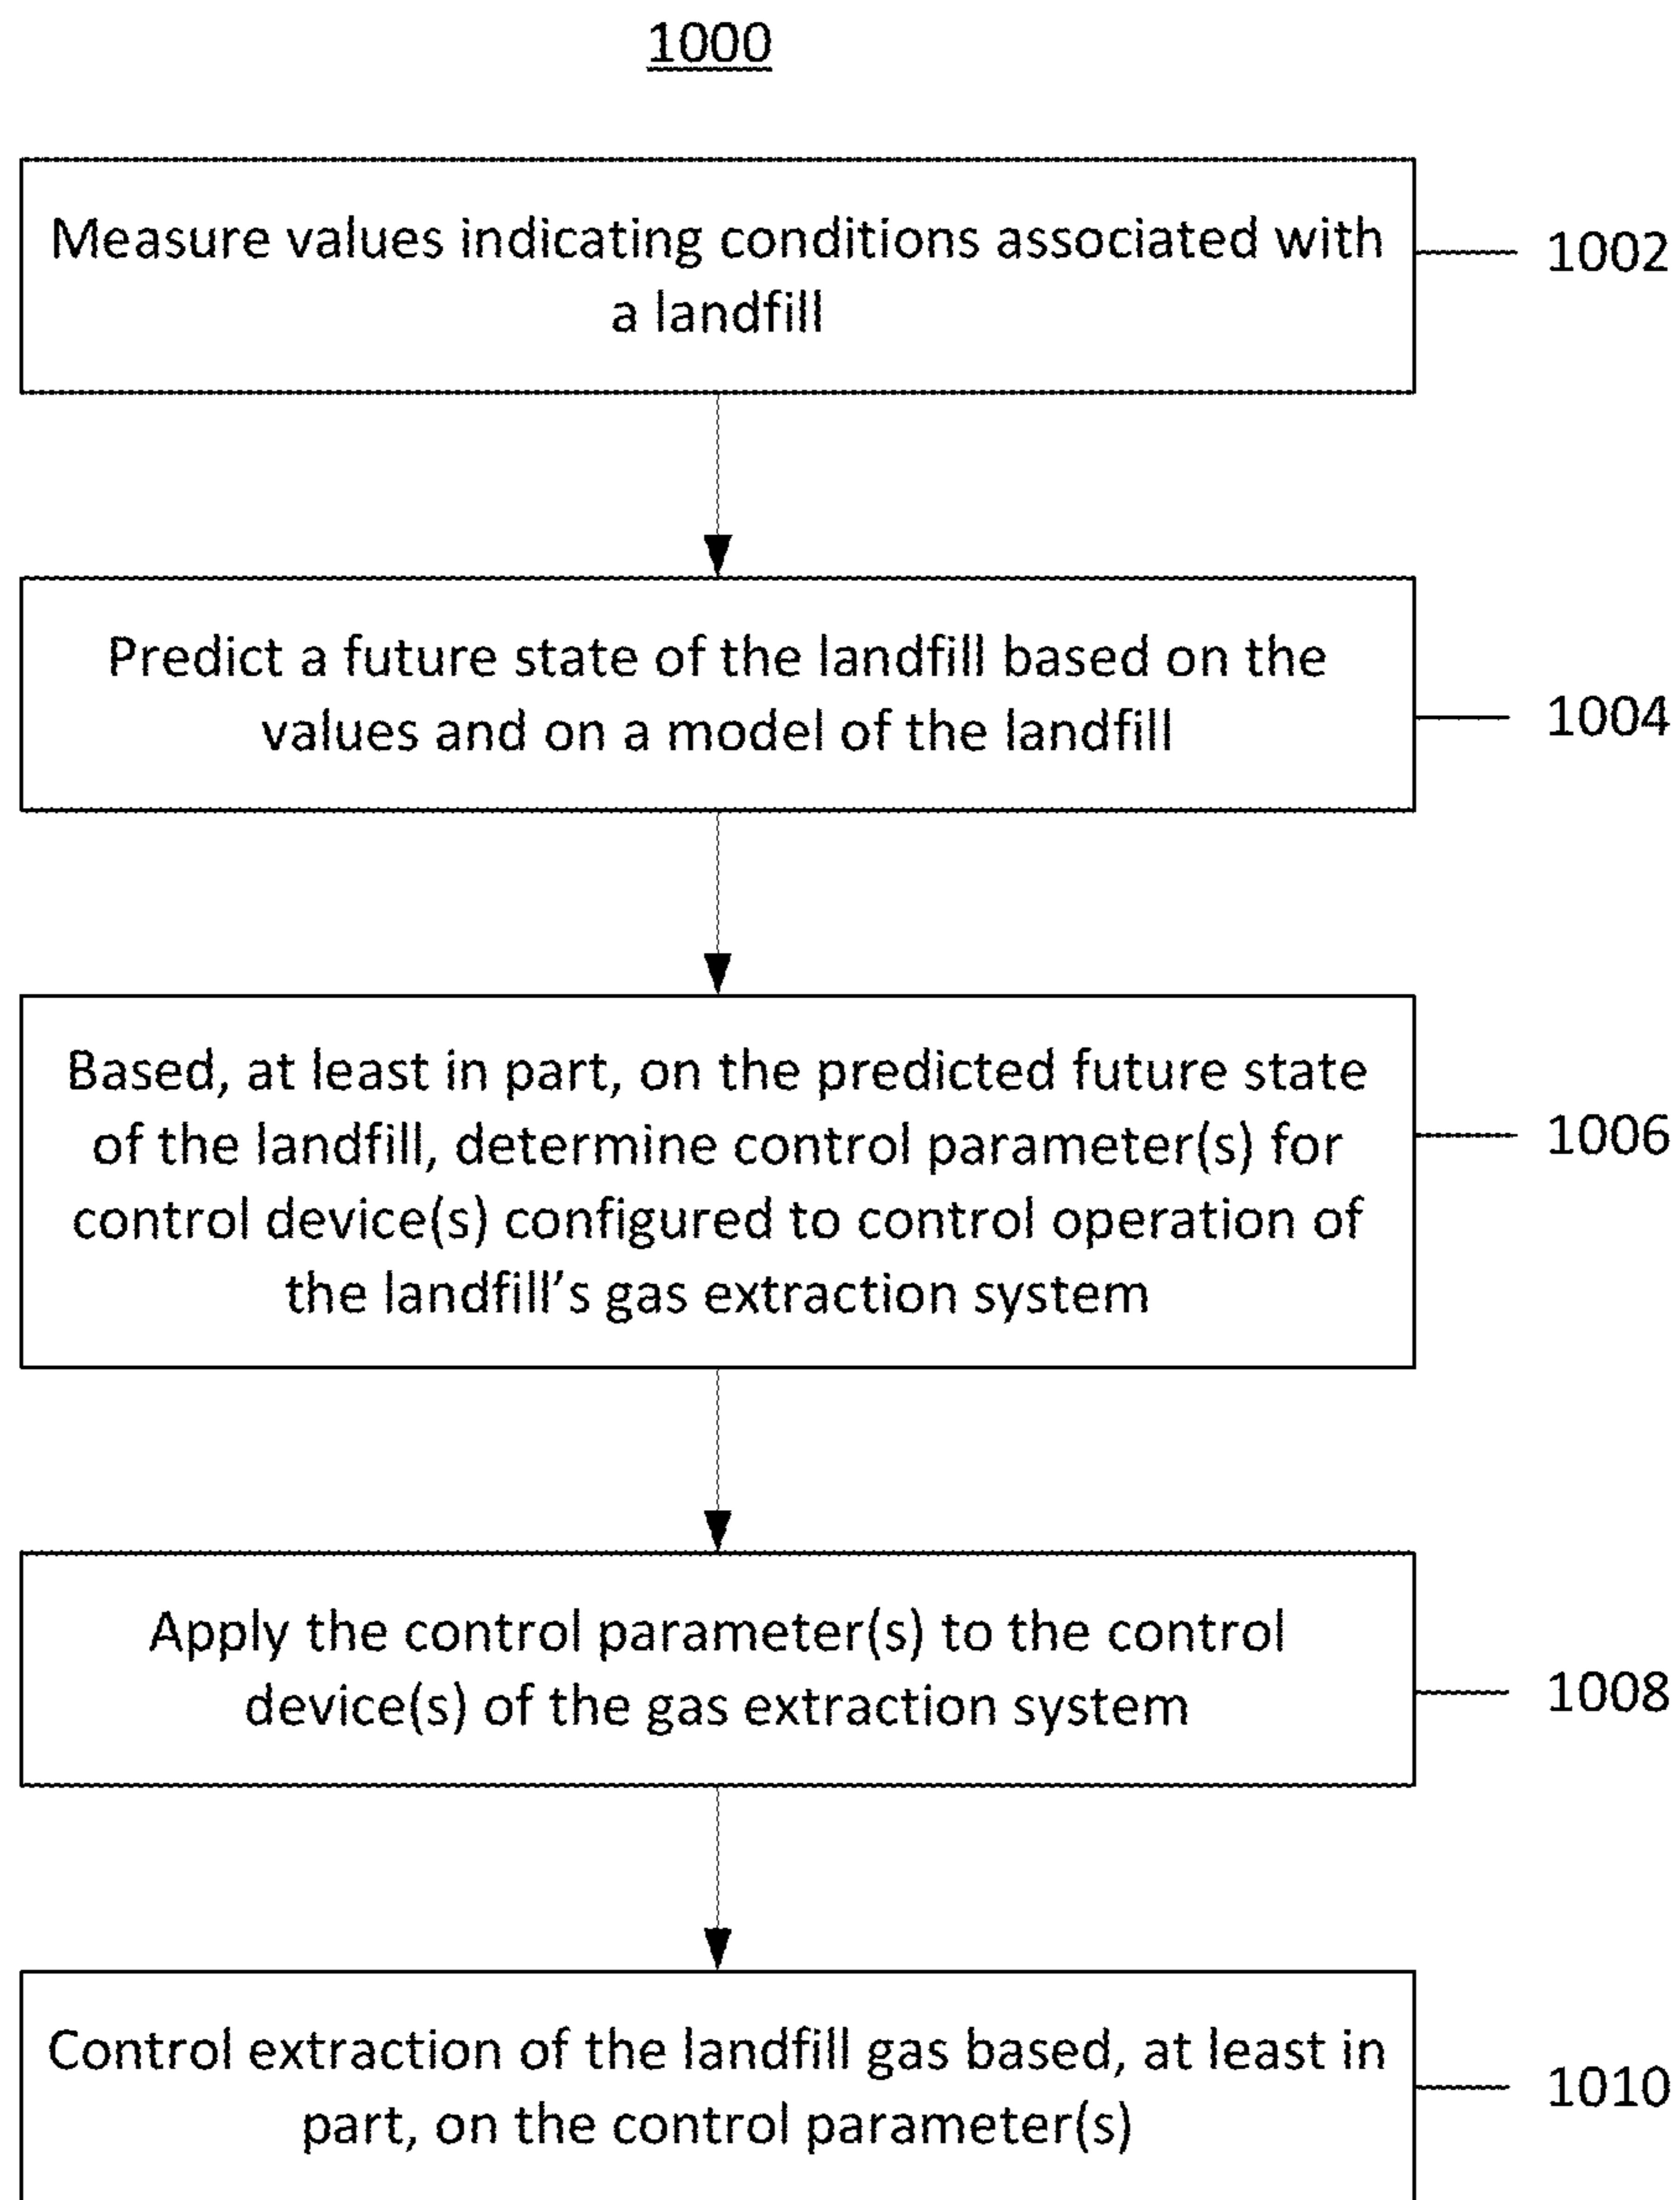 1000
Measure values indicating conditions associated with
a landfill
1002
Predict a future state of the landfill based on the
values and on a model of the landfill
1004
Based, at least in part, on the predicted future state
of the landfill, determine control parameter(s) for
control device(s) configured to control operation of
the landfill’s gas extraction system
1006
Apply the control parameter(s) to the control
device(s) of the gas extraction system
1008
Control extraction of the landfill gas based, at least in
part, on the control parameter(s)
1010